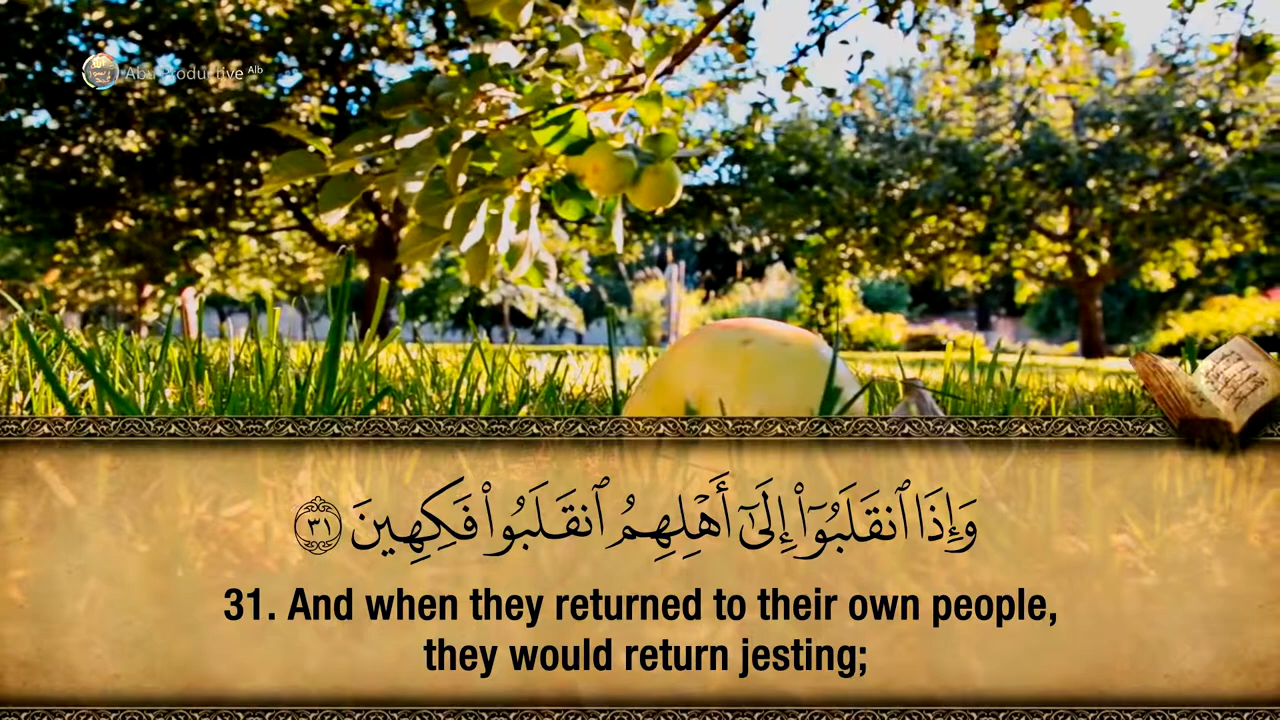 Abu Productive Alb
وَإِذَا ٱنقَلَبُوٓا۟ إِلَىٰٓ أَهْلِهِمُ ٱنقَلَبُوا۟ فَكِهِينَ ٣١
31. And when they returned to their own people,
they would return jesting;